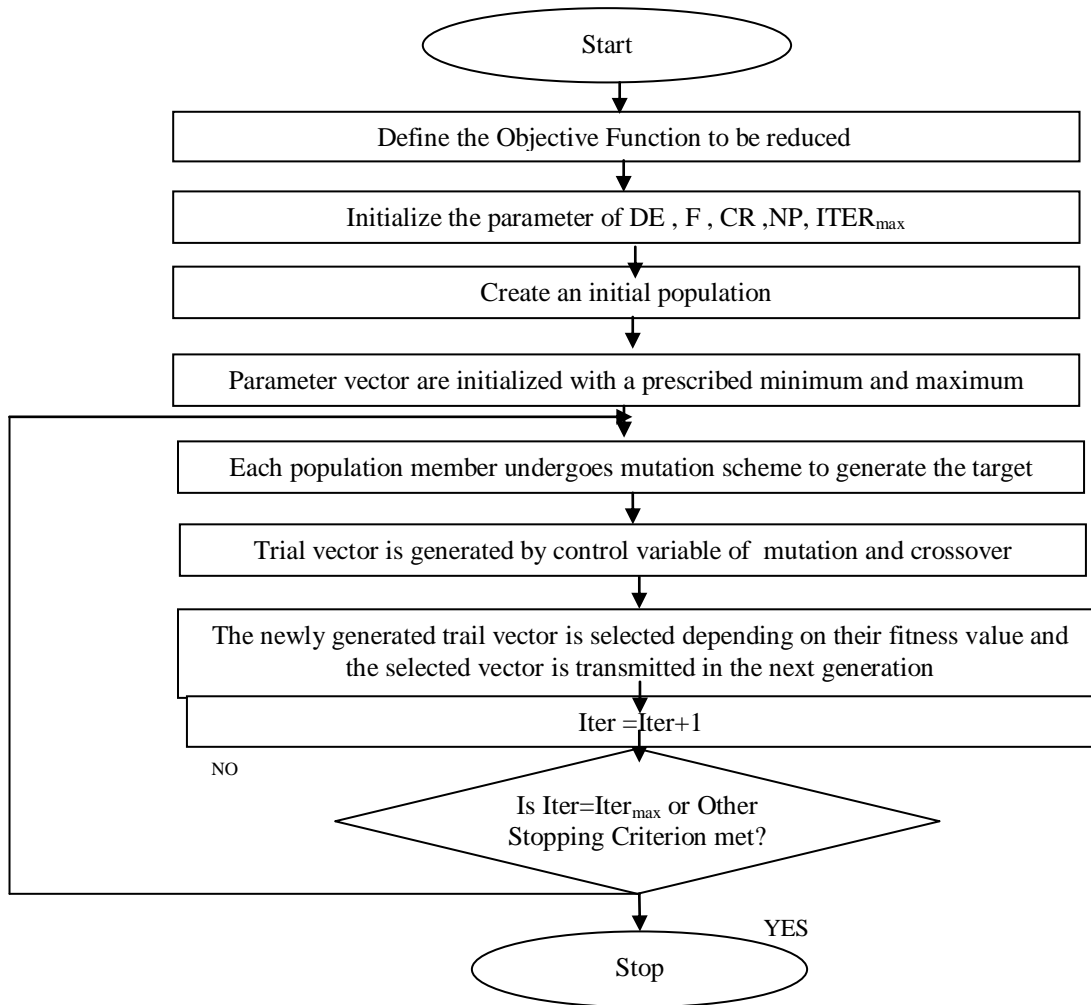 Start
Define the Objective Function to be reduced
Initialize the parameter of DE , F , CR ,NP, ITERmax
Create an initial population
Parameter vector are initialized with a prescribed minimum and maximum
Each population member undergoes mutation scheme to generate the target
Trial vector is generated by control variable of mutation and crossover
The newly generated trail vector is selected depending on their fitness value and
the selected vector is transmitted in the next generation
Iter =Iter+1
NO
Is Iter=Itermax or Other
Stopping Criterion met?
YES
Stop